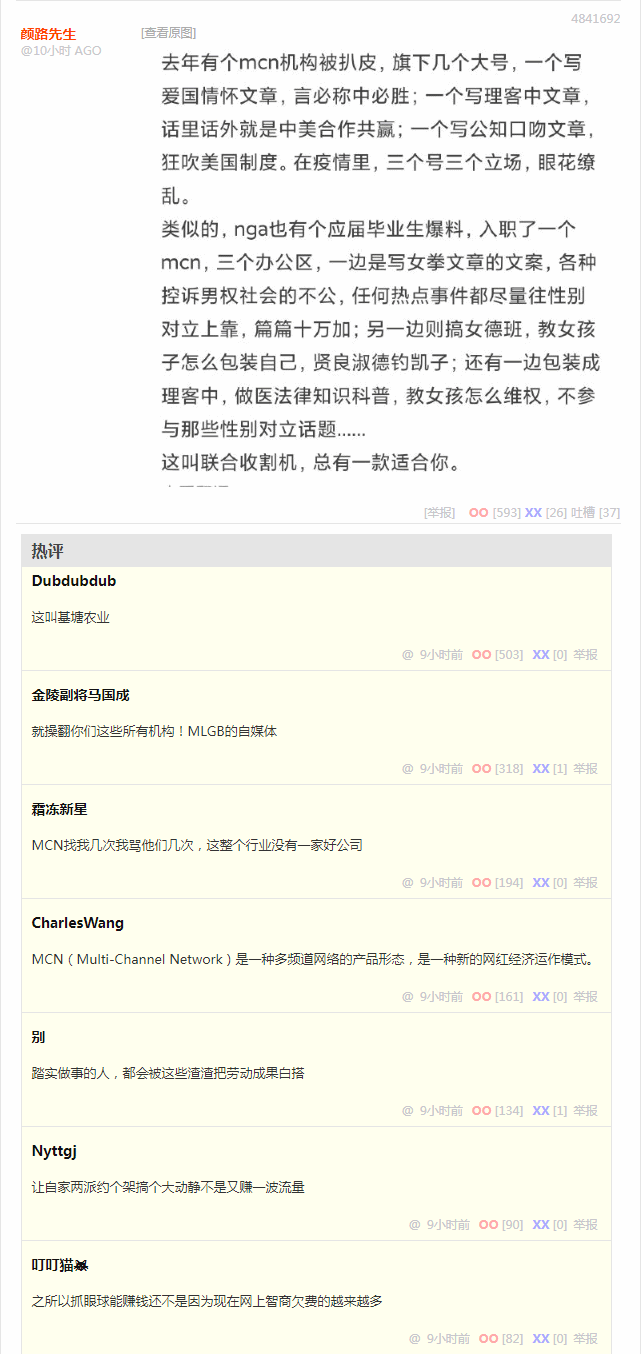 4841692
颜路先生
[查看原图]
@10小时 AGO
去年有个mcn机构被扒皮，旗下几个大号，一个写
爱国情怀文章，言必称中必胜；一个写理客中文章，
话里话外就是中美合作共赢；一个写公知口吻文章，
狂吹美国制度。在疫情里，三个号三个立场，眼花缭
乱。
类似的，nga也有个应届毕业生爆料，入职了一个
mcn，三个办公区，一边是写女拳文章的文案，各种
控诉男权社会的不公，任何热点事件都尽量往性别
对立上靠，篇篇十万加；另一边则搞女德班，教女孩
子怎么包装自己，贤良淑德钓凯子；还有一边包装成
理客中，做医法律知识科普，教女孩怎么维权，不参
与那些性别对立话题......
这叫联合收割机，总有一款适合你。
[举报] OO [593] XX [26] 吐槽 [37]
热评
Dubdubdub
这叫基塘农业
@ 9小时前 OO [503] XX [0] 举报
金陵副将马国成
就操翻你们这些所有机构！MLGB的自媒体
@ 9小时前 OO [318] XX [1] 举报
霜冻新星
MCN找我几次我骂他们几次，这整个行业没有一家好公司
@ 9小时前 OO [194] XX [0] 举报
CharlesWang
MCN（Multi-Channel Network）是一种多频道网络的产品形态，是一种新的网红经济运作模式。
@ 9小时前 OO [161] XX [0] 举报
别
踏实做事的人，都会被这些渣渣把劳动成果白搭
@ 9小时前 OO [134] XX [1] 举报
Nyttgj
让自家两派约个架搞个大动静不是又赚一波流量
@ 9小时前 OO [90] XX [0] 举报
叮叮猫
之所以抓眼球能赚钱还不是因为现在网上智商欠费的越来越多
@ 9小时前 OO [82] XX [0] 举报